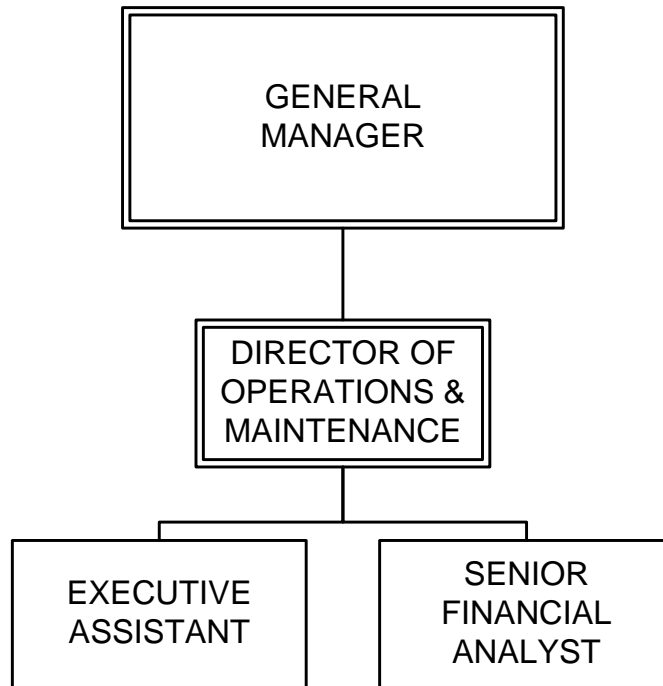 GENERAL
MANAGER
DIRECTOR OF
OPERATIONS &
MAINTENANCE
EXECUTIVE
ASSISTANT
SENIOR
FINANCIAL
ANALYST